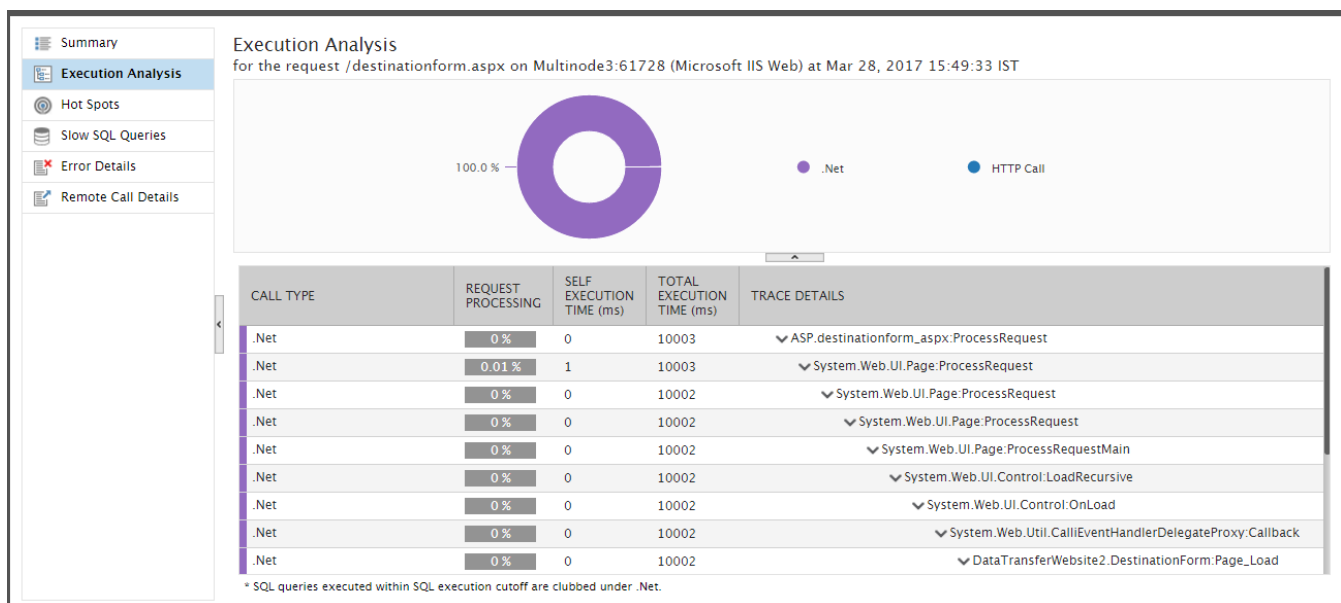 Summary
Execution Analysis
Hot Spots
Slow SQL Queries
Error Details
Remote Call Details
Execution Analysis
for the request /destinationform.aspx on Multinode3:61728 (Microsoft IIS Web) at Mar 28, 2017 15:49:33 IST
100.0 %
.Net
HTTP Call
CALL TYPE REQUEST PROCESSING SELF EXECUTION TIME (ms) TOTAL EXECUTION TIME (ms) TRACE DETAILS
.Net 0 % 0 10003 ASP.destinationform_aspx:ProcessRequest
.Net 0.01 % 1 10003 System.Web.UI.Page:ProcessRequest
.Net 0 % 0 10002 System.Web.UI.Page:ProcessRequest
.Net 0 % 0 10002 System.Web.UI.Page:ProcessRequest
.Net 0 % 0 10002 System.Web.UI.Page:ProcessRequestMain
.Net 0 % 0 10002 System.Web.UI.Control:LoadRecursive
.Net 0 % 0 10002 System.Web.UI.Control:OnLoad
.Net 0 % 0 10002 System.Web.Util.CalliEventHandlerDelegateProxy:Callback
.Net 0 % 0 10002 DataTransferWebsite2.DestinationForm:Page_Load
* SQL queries executed within SQL execution cutoff are clubbed under .Net.